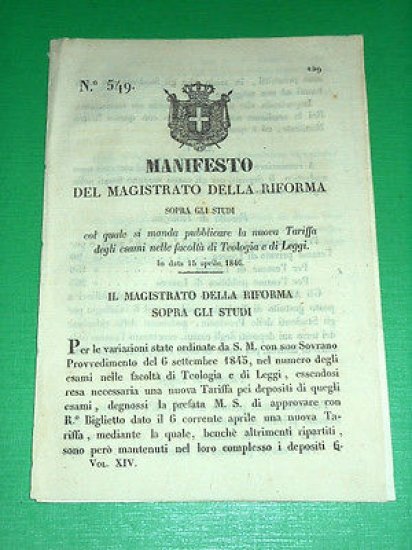 259
N.° 549.
MANIFESTO
DEL MAGISTRATO DELLA RIFORMA
SOPRA GLI STUDI
col quale si manda pubblicare la nuova Tariffa
degli esami nelle facoltà di Teologia e di Leggi.
In data 15 aprile 1846.
IL MAGISTRATO DELLA RIFORMA
SOPRA GLI STUDI
Per le variazioni state ordinate da S. M. con suo Sovrano
Provvedimento del 6 settembre 1845, nel numero degli
esami nelle facoltà di Teologia e di Leggi, essendosi
resa necessaria una nuova Tariffa pei depositi di quegli
esami, degnossi la prefata M. S. di approvare con
R.° Biglietto dato il 6 corrente aprile una nuova Ta-
riffa, mediante la quale, benchè altrimenti ripartiti,
sono però mantenuti nel loro complesso i depositi
VOL. XIV.